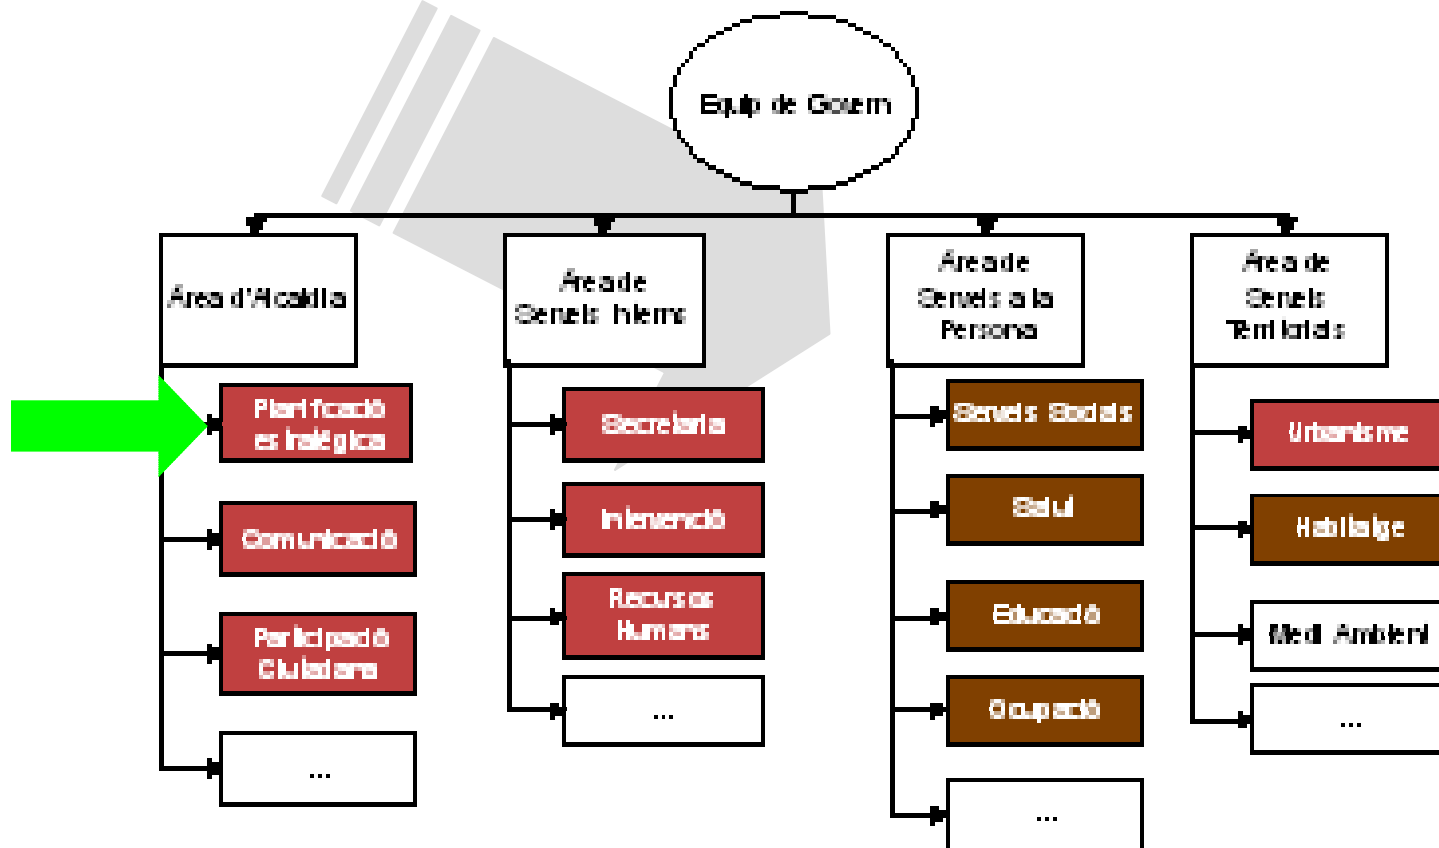 Equip de Govern
Àrea d'Alcaldia
Planificació
estratègica
Comunicació
Participació
Ciutadana
...
Àrea de
Serveis Interns
Secretaria
Intervenció
Recursos
Humans
...
Àrea de
Serveis a la
Persona
Serveis Socials
Salut
Educació
Ocupació
...
Àrea de
Serveis
Territorials
Urbanisme
Habitatge
Medi Ambient
...